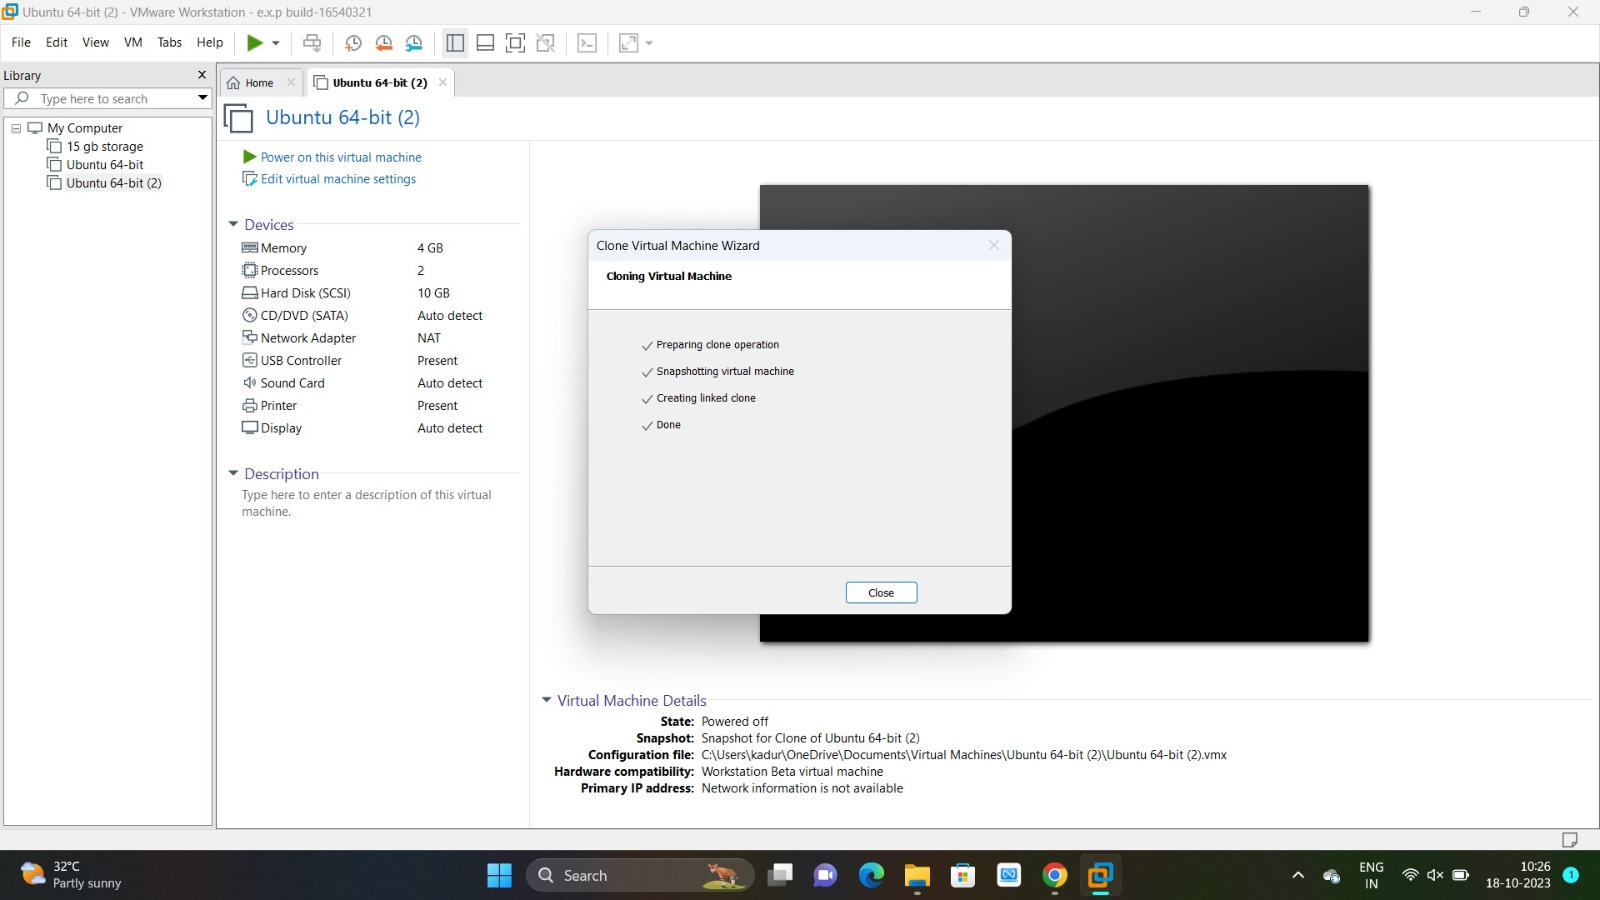 Ubuntu 64-bit (2) - VMware Workstation - e.x.p build-16540321
File Edit View VM Tabs Help
Library
Type here to search
My Computer
15 gb storage
Ubuntu 64-bit
Ubuntu 64-bit (2)
Home
Ubuntu 64-bit (2)
Ubuntu 64-bit (2)
Power on this virtual machine
Edit virtual machine settings
Devices
Memory 4 GB
Processors 2
Hard Disk (SCSI) 10 GB
CD/DVD (SATA) Auto detect
Network Adapter NAT
USB Controller Present
Sound Card Auto detect
Printer Present
Display Auto detect
Description
Type here to enter a description of this virtual
machine.
Clone Virtual Machine Wizard
Cloning Virtual Machine
Preparing clone operation
Snapshotting virtual machine
Creating linked clone
Done
Close
Virtual Machine Details
State: Powered off
Snapshot: Snapshot for Clone of Ubuntu 64-bit (2)
Configuration file: C:\Users\kadur\OneDrive\Documents\Virtual Machines\Ubuntu 64-bit (2)\Ubuntu 64-bit (2).vmx
Hardware compatibility: Workstation Beta virtual machine
Primary IP address: Network information is not available
32°C
Partly sunny
Search
ENG
IN
10:26
18-10-2023
1